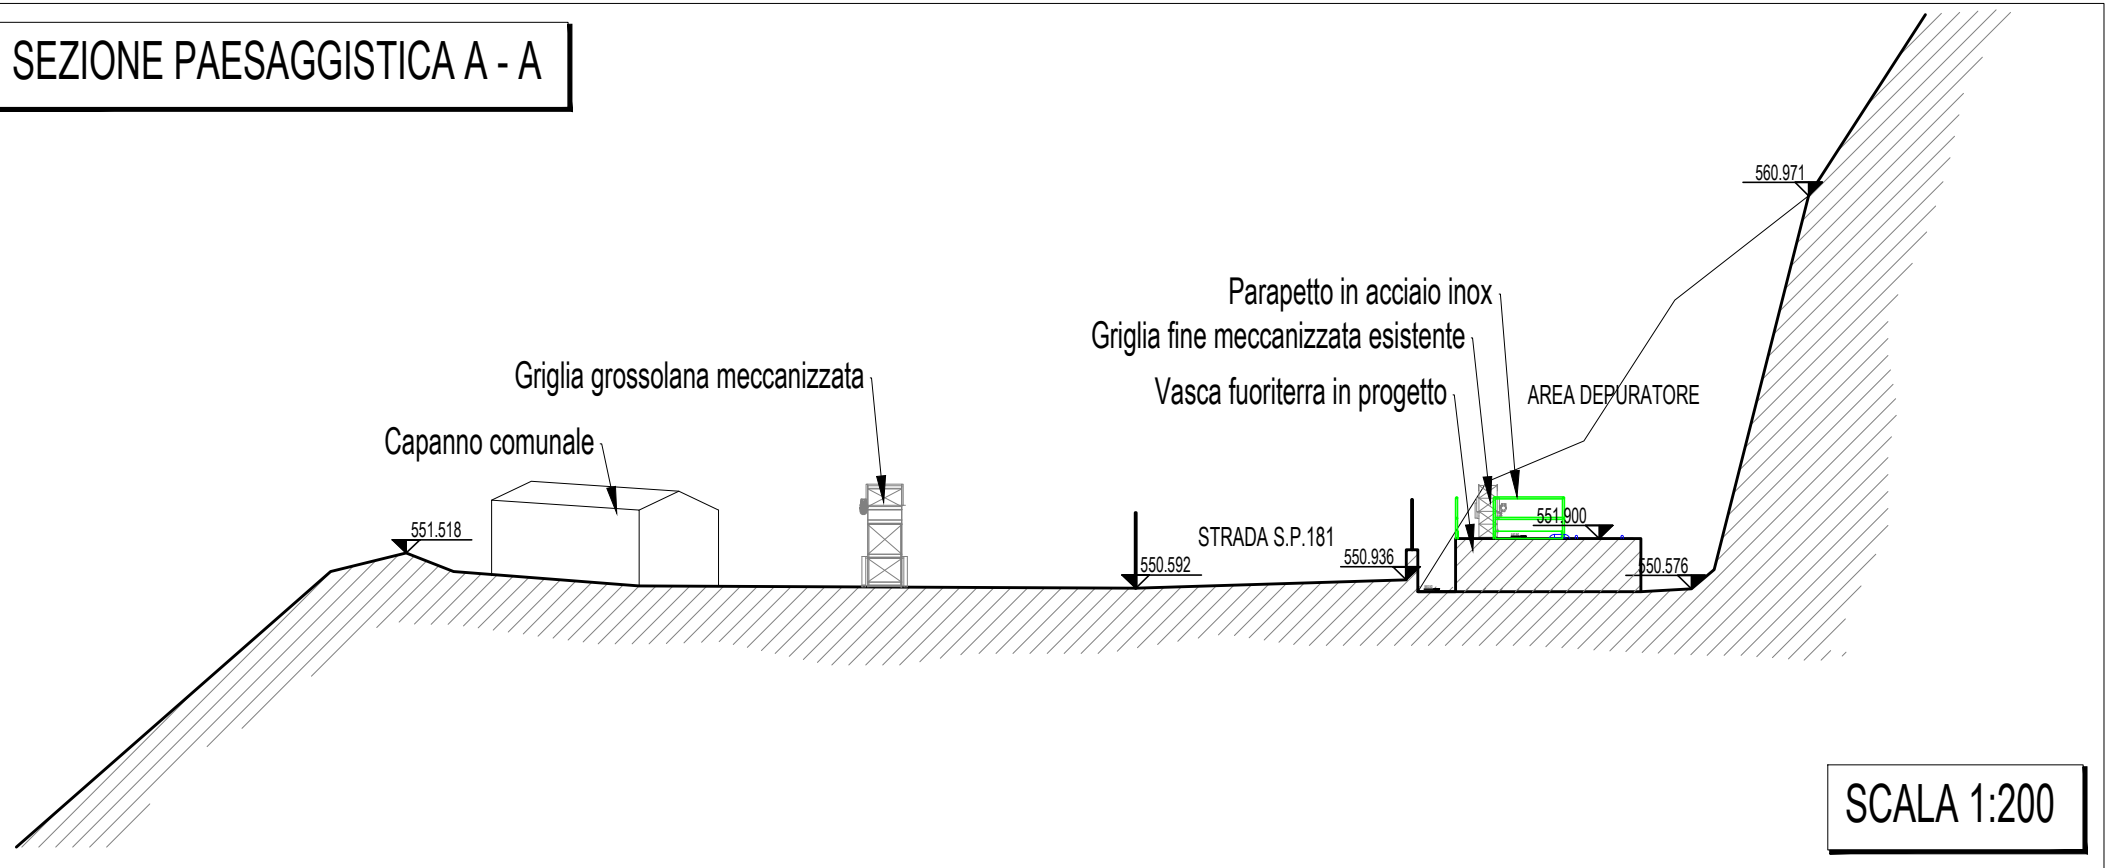 SEZIONE PAESAGGISTICA A - A
560.971
Parapetto in acciaio inox
Griglia fine meccanizzata esistente
Griglia grossolana meccanizzata
Vasca fuoriterra in progetto
AREA DEPURATORE
Capanno comunale
551.518
551.900
STRADA S.P.181
550.592
550.936
550.576
SCALA 1:200